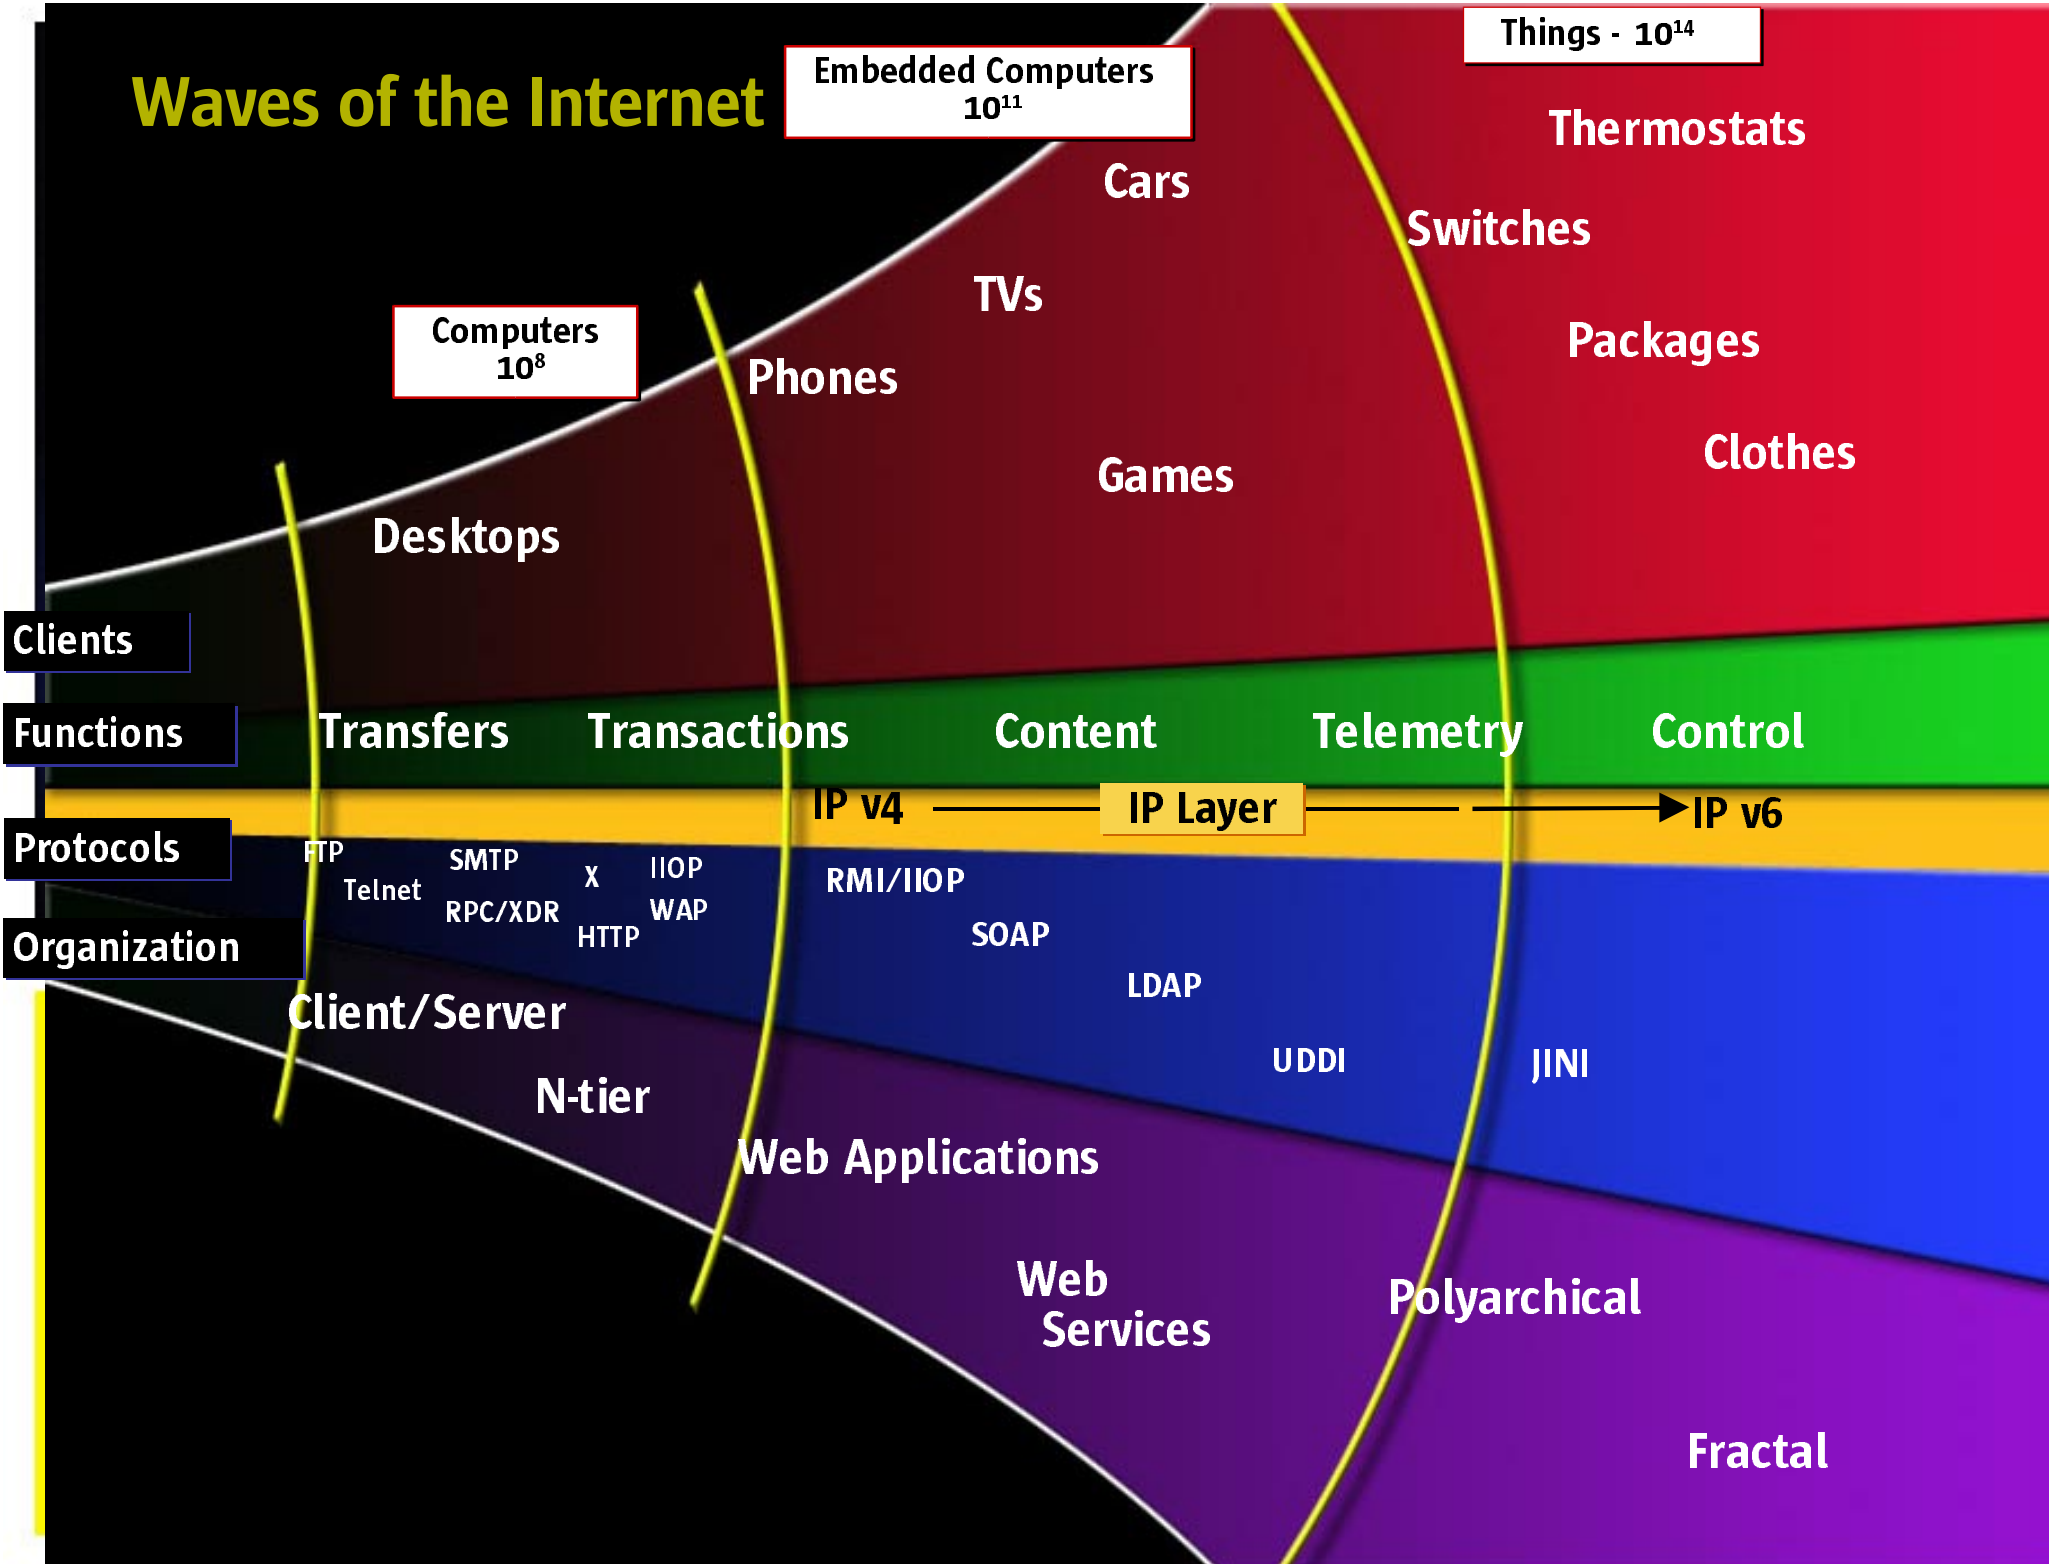 Waves of the Internet
Embedded Computers
10¹¹
Things - 10¹⁴
Thermostats
Cars
Switches
TVs
Computers
10⁸
Packages
Phones
Clothes
Games
Desktops
Clients
Functions
Transfers
Transactions
Content
Telemetry
Control
IP v4
IP Layer
IP v6
Protocols
FTP
SMTP
X
IIOP
Telnet
RPC/XDR
WAP
HTTP
RMI/IIOP
SOAP
LDAP
UDDI
JINI
Organization
Client/Server
N-tier
Web Applications
Web
Services
Polyarchical
Fractal